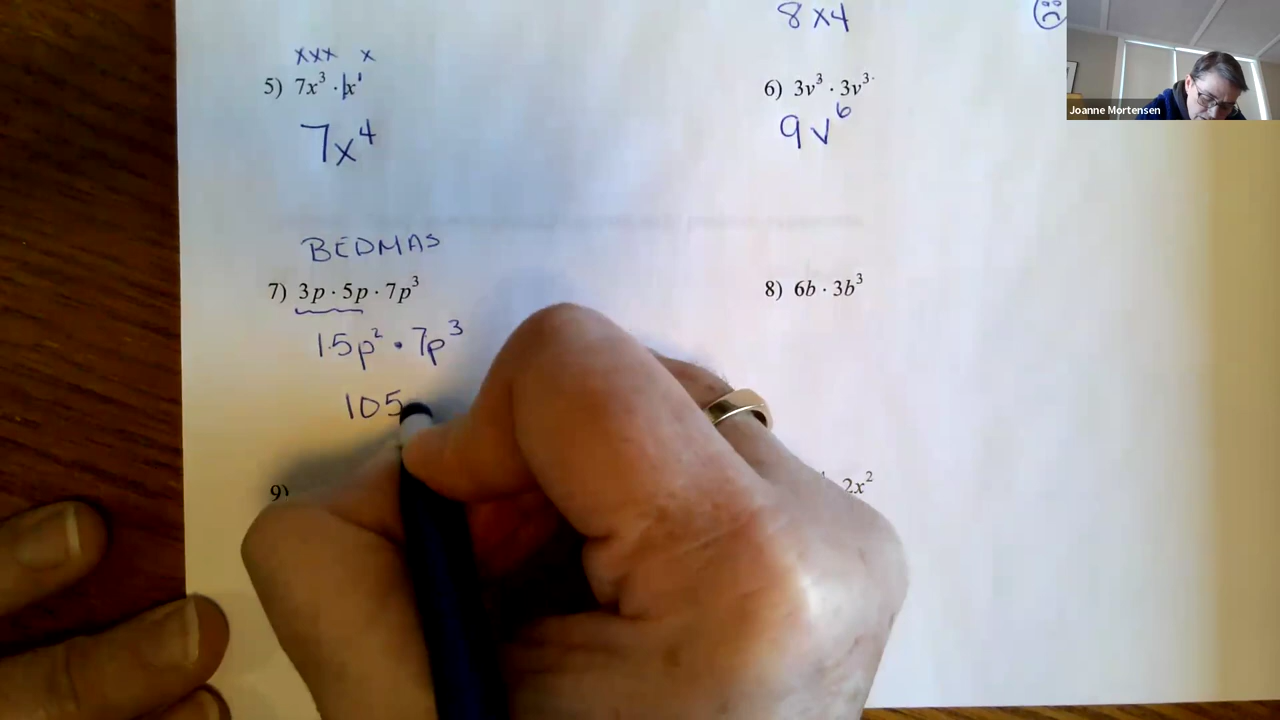 8x4
xxx x
5) 7x³ · 1x¹
6) 3v³ · 3v³
7x⁴
9v⁶
BEDMAS
7) 3p · 5p · 7p³
8) 6b · 3b³
15p² · 7p³
105
9)
2x²
Joanne Mortensen